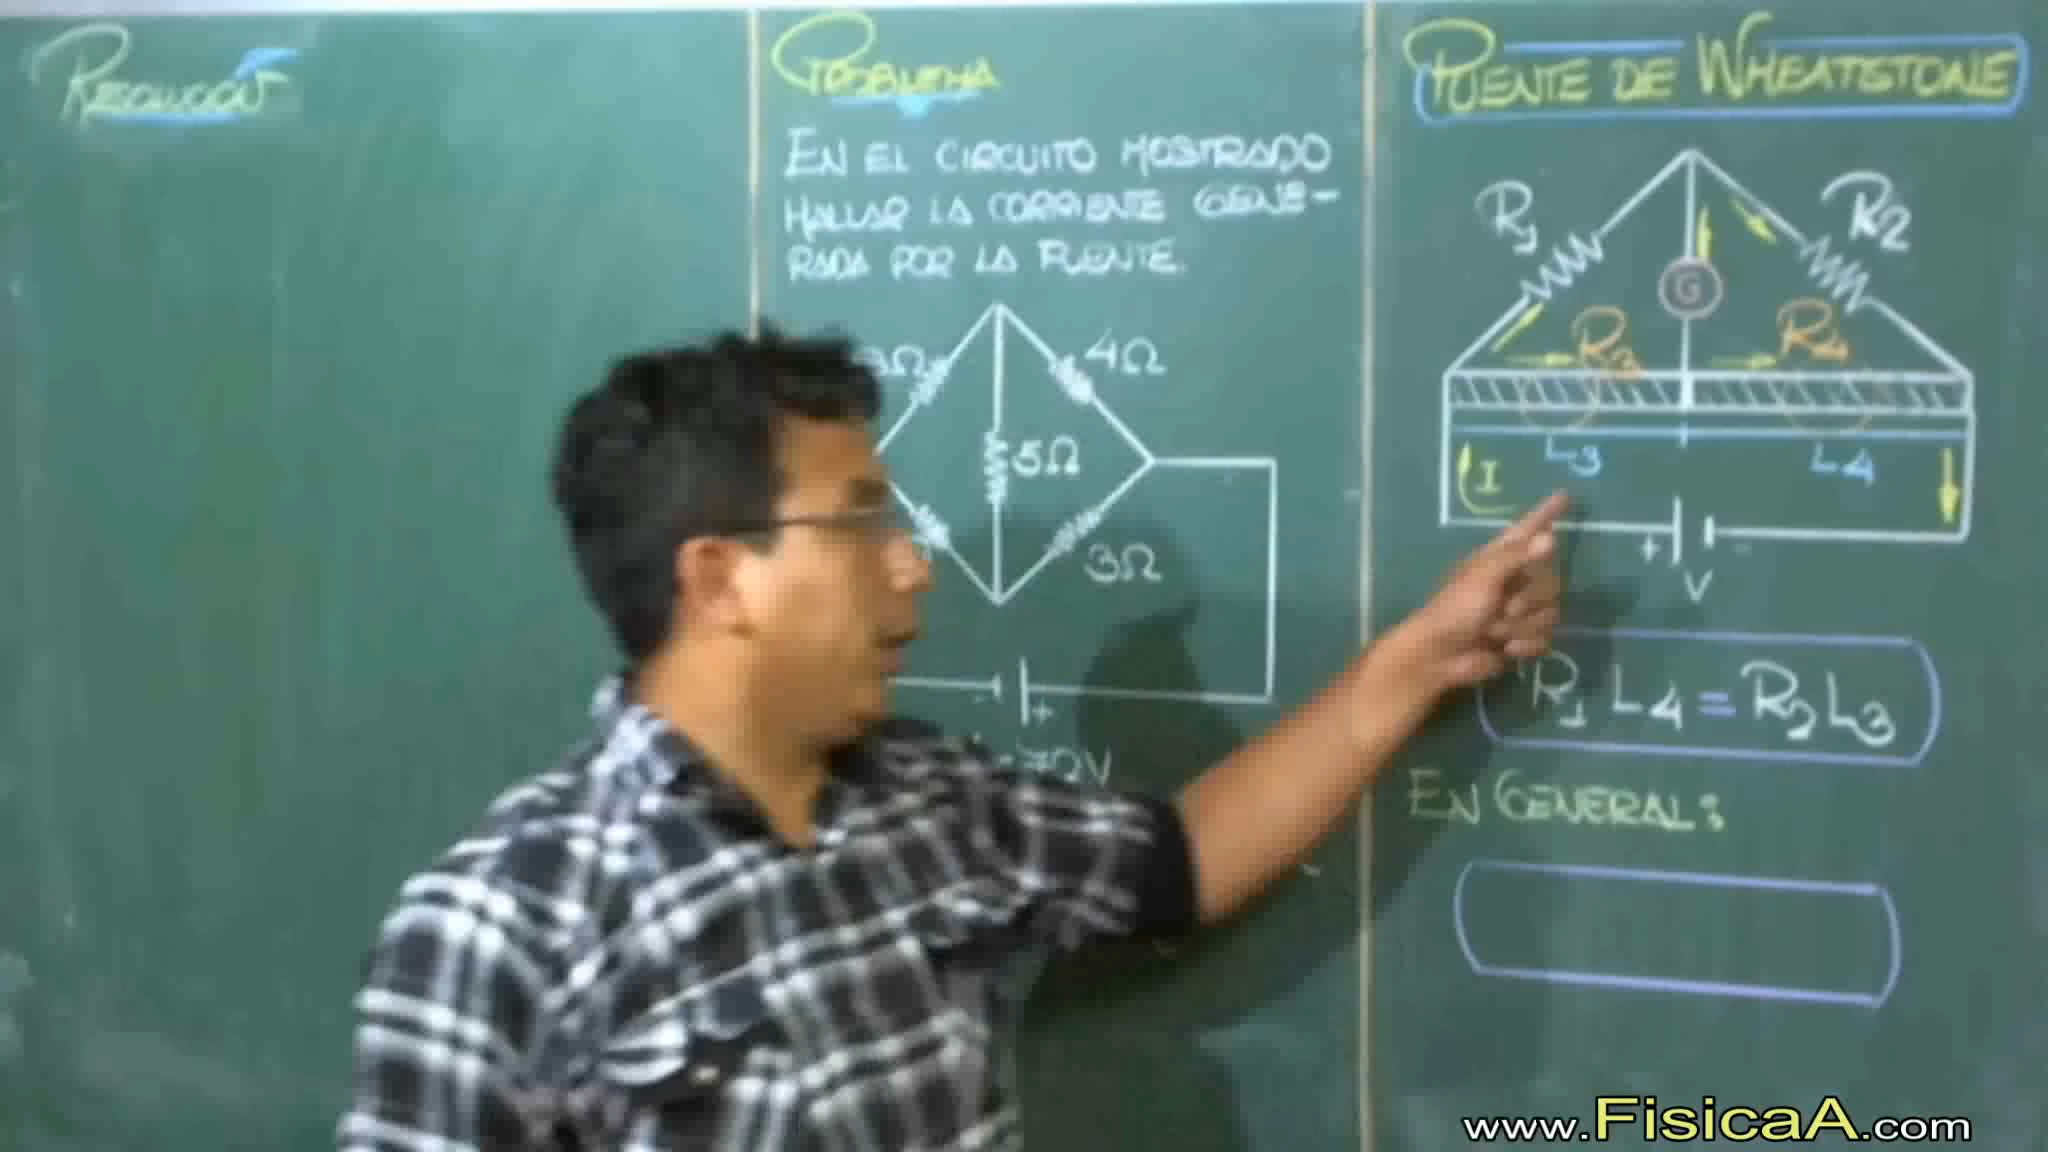 Resolución
Problema
En el circuito mostrado
hallar la corriente gene-
rada por la fuente.
4Ω
5Ω
3Ω
- +
Puente de Wheatstone
R1
R2
G
R3
R4
L3
L4
I
+ -
V
R1 L4 = R2 L3
En general:
www.FisicaA.com